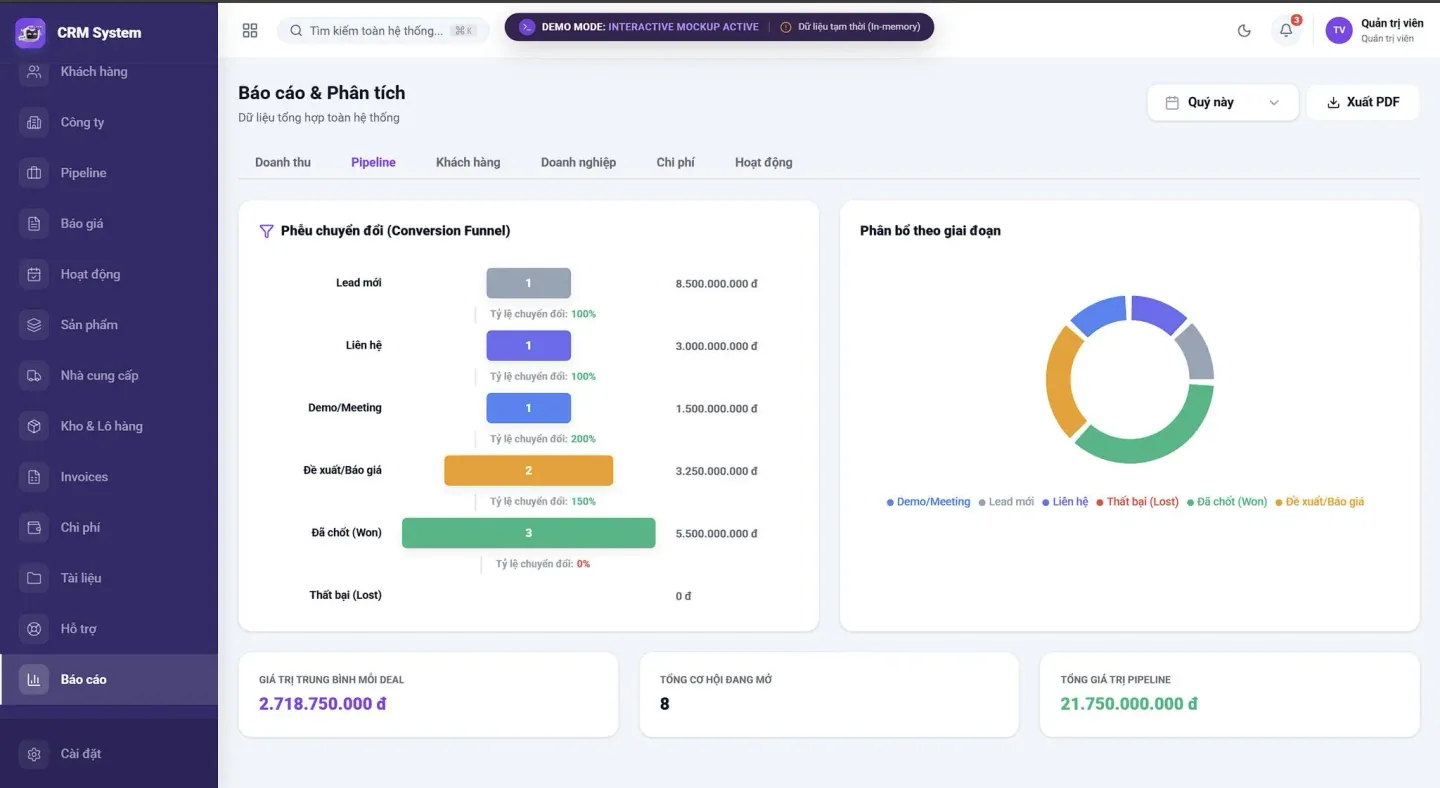 CRM System
Tìm kiếm toàn hệ thống... ⌘K
DEMO MODE: INTERACTIVE MOCKUP ACTIVE
Dữ liệu tạm thời (In-memory)
3
TV
Quản trị viên
Quản trị viên
Khách hàng
Công ty
Pipeline
Báo giá
Hoạt động
Sản phẩm
Nhà cung cấp
Kho & Lô hàng
Invoices
Chi phí
Tài liệu
Hỗ trợ
Báo cáo
Cài đặt
Báo cáo & Phân tích
Dữ liệu tổng hợp toàn hệ thống
Quý này
Xuất PDF
Doanh thu Pipeline Khách hàng Doanh nghiệp Chi phí Hoạt động
Phễu chuyển đổi (Conversion Funnel)
Lead mới 1 8.500.000.000 đ
Tỷ lệ chuyển đổi: 100%
Liên hệ 1 3.000.000.000 đ
Tỷ lệ chuyển đổi: 100%
Demo/Meeting 1 1.500.000.000 đ
Tỷ lệ chuyển đổi: 200%
Đề xuất/Báo giá 2 3.250.000.000 đ
Tỷ lệ chuyển đổi: 150%
Đã chốt (Won) 3 5.500.000.000 đ
Tỷ lệ chuyển đổi: 0%
Thất bại (Lost) 0 đ
Phân bổ theo giai đoạn
Demo/Meeting Lead mới Liên hệ Thất bại (Lost) Đã chốt (Won) Đề xuất/Báo giá
GIÁ TRỊ TRUNG BÌNH MỖI DEAL
2.718.750.000 đ
TỔNG CƠ HỘI ĐANG MỞ
8
TỔNG GIÁ TRỊ PIPELINE
21.750.000.000 đ